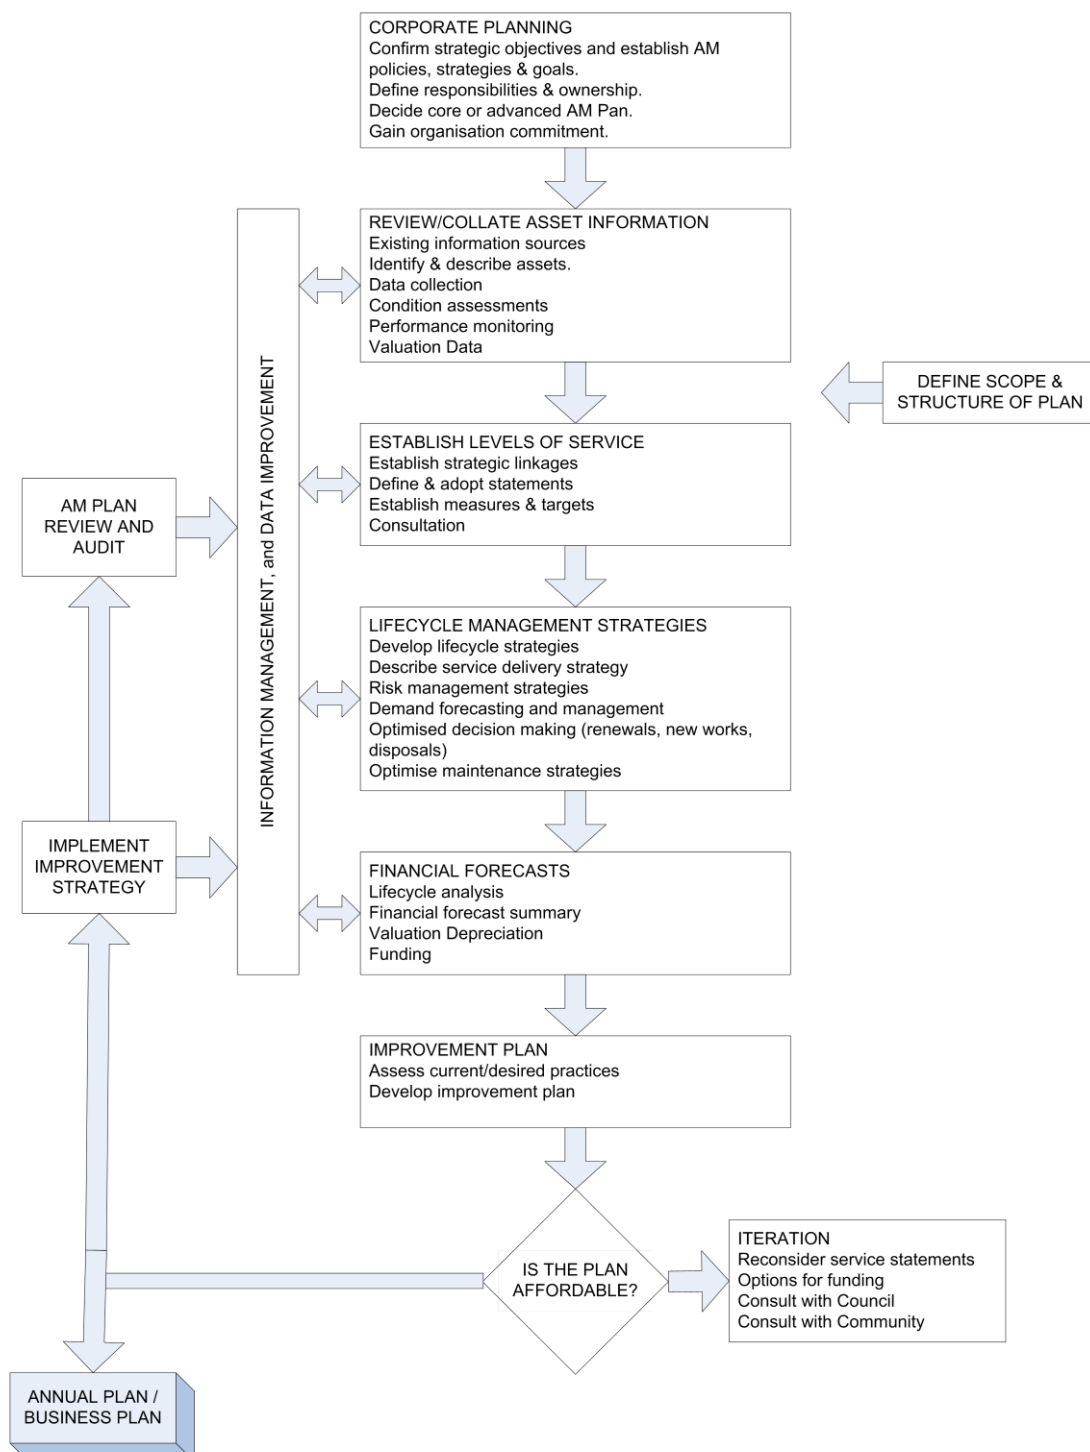 CORPORATE PLANNING
Confirm strategic objectives and establish AM
policies, strategies & goals.
Define responsibilities & ownership.
Decide core or advanced AM Pan.
Gain organisation commitment.
REVIEW/COLLATE ASSET INFORMATION
Existing information sources
Identify & describe assets.
Data collection
Condition assessments
Performance monitoring
Valuation Data
DEFINE SCOPE &
STRUCTURE OF PLAN
INFORMATION MANAGEMENT, and DATA IMPROVEMENT
ESTABLISH LEVELS OF SERVICE
Establish strategic linkages
Define & adopt statements
Establish measures & targets
Consultation
AM PLAN
REVIEW AND
AUDIT
LIFECYCLE MANAGEMENT STRATEGIES
Develop lifecycle strategies
Describe service delivery strategy
Risk management strategies
Demand forecasting and management
Optimised decision making (renewals, new works,
disposals)
Optimise maintenance strategies
IMPLEMENT
IMPROVEMENT
STRATEGY
FINANCIAL FORECASTS
Lifecycle analysis
Financial forecast summary
Valuation Depreciation
Funding
IMPROVEMENT PLAN
Assess current/desired practices
Develop improvement plan
IS THE PLAN
AFFORDABLE?
ITERATION
Reconsider service statements
Options for funding
Consult with Council
Consult with Community
ANNUAL PLAN /
BUSINESS PLAN